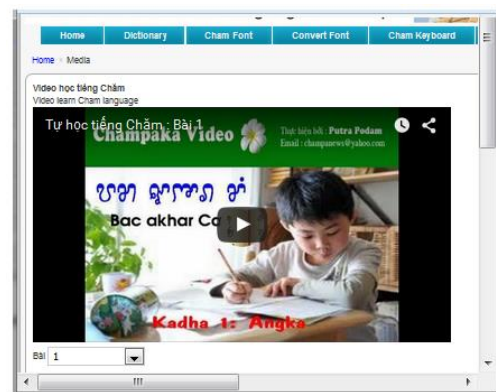 Home Dictionary Cham Font Convert Font Cham Keyboard
Home Media
Video học tiếng Chăm
Video learn Cham language
Tự học tiếng Chăm : Bài 1
Champaka Video
Thực hiện bởi : Putra Podam
Email : champanews@yahoo.com
Bac akhar
Kadha 1: Angka
Bài 1